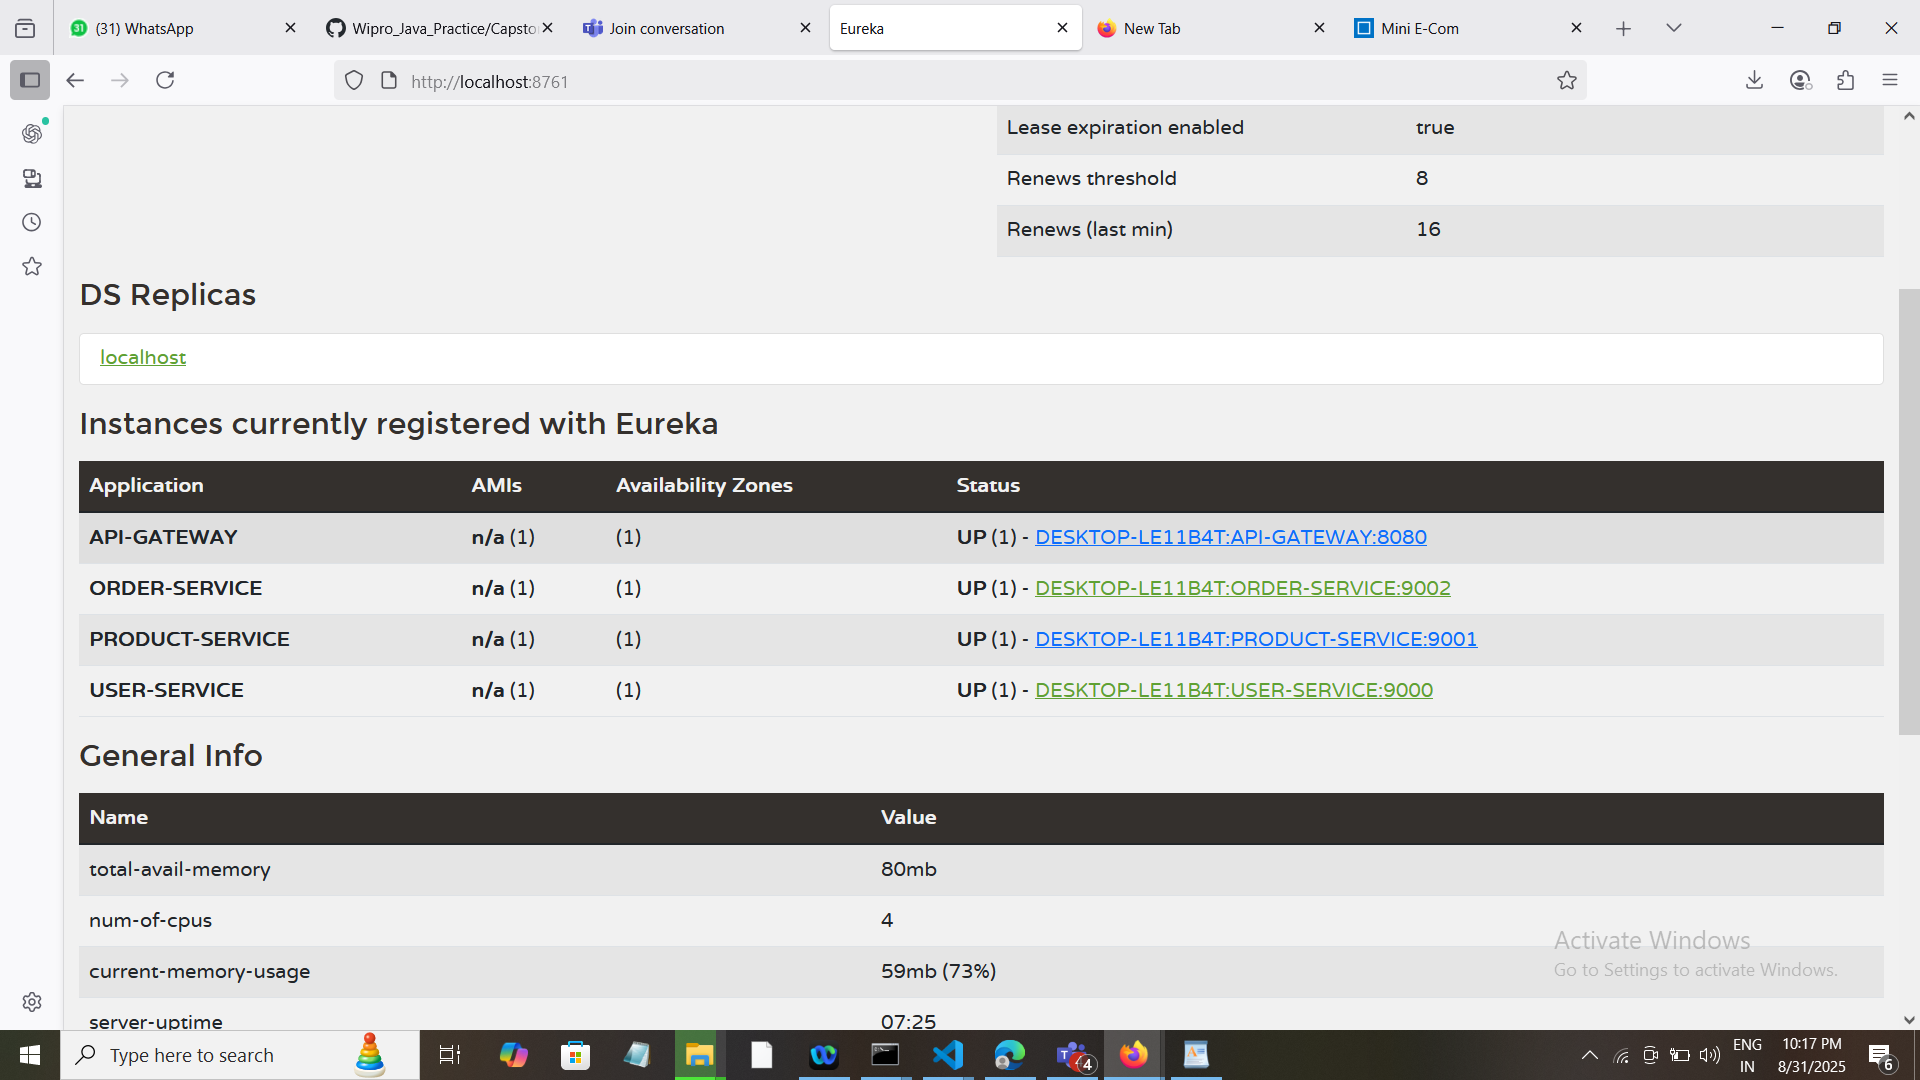 (31) WhatsApp
Wipro_Java_Practice/Capsto
Join conversation
Eureka
New Tab
Mini E-Com
http://localhost:8761
Lease expiration enabled true
Renews threshold 8
Renews (last min) 16
DS Replicas
localhost
Instances currently registered with Eureka
Application AMIs Availability Zones Status
API-GATEWAY n/a (1) (1) UP (1) - DESKTOP-LE11B4T:API-GATEWAY:8080
ORDER-SERVICE n/a (1) (1) UP (1) - DESKTOP-LE11B4T:ORDER-SERVICE:9002
PRODUCT-SERVICE n/a (1) (1) UP (1) - DESKTOP-LE11B4T:PRODUCT-SERVICE:9001
USER-SERVICE n/a (1) (1) UP (1) - DESKTOP-LE11B4T:USER-SERVICE:9000
General Info
Name Value
total-avail-memory 80mb
num-of-cpus 4
current-memory-usage 59mb (73%)
server-uptime 07:25
Activate Windows
Go to Settings to activate Windows.
Type here to search
4
ENG
IN
10:17 PM
8/31/2025
6